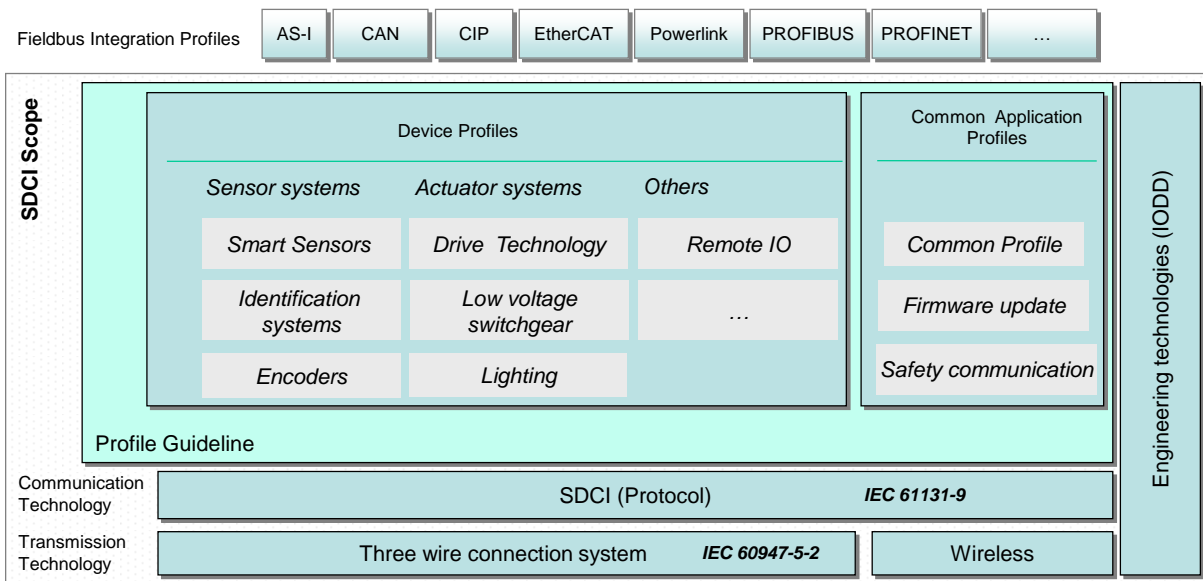 Fieldbus Integration Profiles
AS-I
CAN
CIP
EtherCAT
Powerlink
PROFIBUS
PROFINET
…
SDCI Scope
Device Profiles
Sensor systems
Actuator systems
Others
Smart Sensors
Drive Technology
Remote IO
Identification
systems
Low voltage
switchgear
…
Encoders
Lighting
Common Application
Profiles
Common Profile
Firmware update
Safety communication
Engineering technologies (IODD)
Profile Guideline
Communication
Technology
SDCI (Protocol)
IEC 61131-9
Transmission
Technology
Three wire connection system
IEC 60947-5-2
Wireless